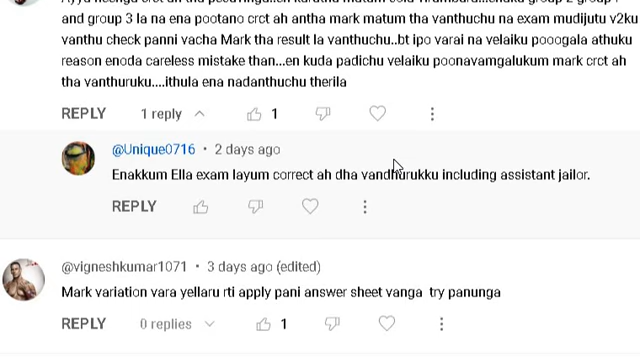 and group 3 la na ena pootano crct ah antha mark matum tha vanthuchu na exam mudijutu v2ku
vanthu check panni vacha Mark tha result la vanthuchu..bt ipo varai na velaiku pooogala athuku
reason enoda careless mistake than...en kuda padichu velaiku poonavamgalukum mark crct ah
tha vanthuruku....ithula ena nadanthuchu therila
REPLY 1 reply 1
@Unique0716 • 2 days ago
Enakkum Ella exam layum correct ah dha vandhurukku including assistant jailor.
REPLY
@vigneshkumar1071 • 3 days ago (edited)
Mark variation vara yellaru rti apply pani answer sheet vanga try panunga
REPLY 0 replies 1